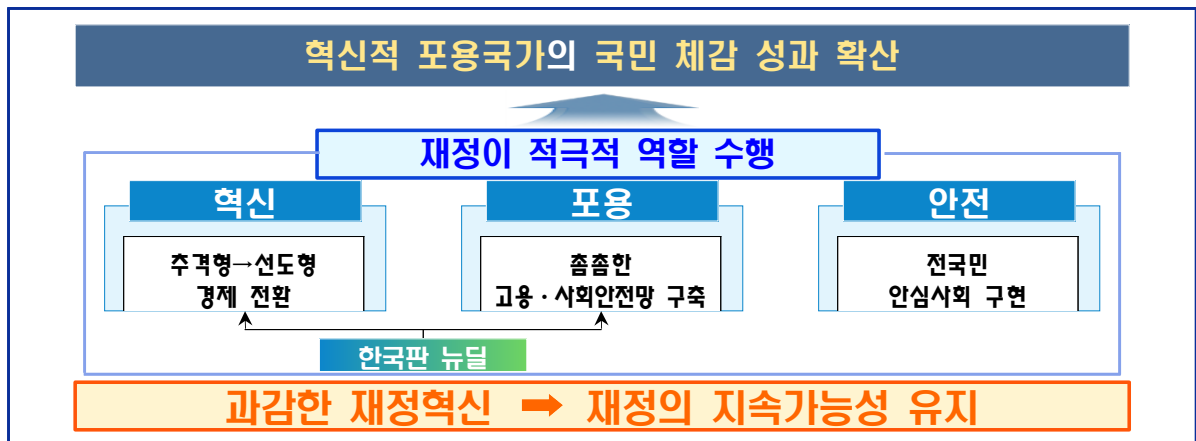 혁신적 포용국가의 국민 체감 성과 확산
재정이 적극적 역할 수행
혁신
추격형→선도형
경제 전환
포용
촘촘한
고용·사회안전망 구축
안전
전국민
안심사회 구현
한국판 뉴딜
과감한 재정혁신 ➡ 재정의 지속가능성 유지